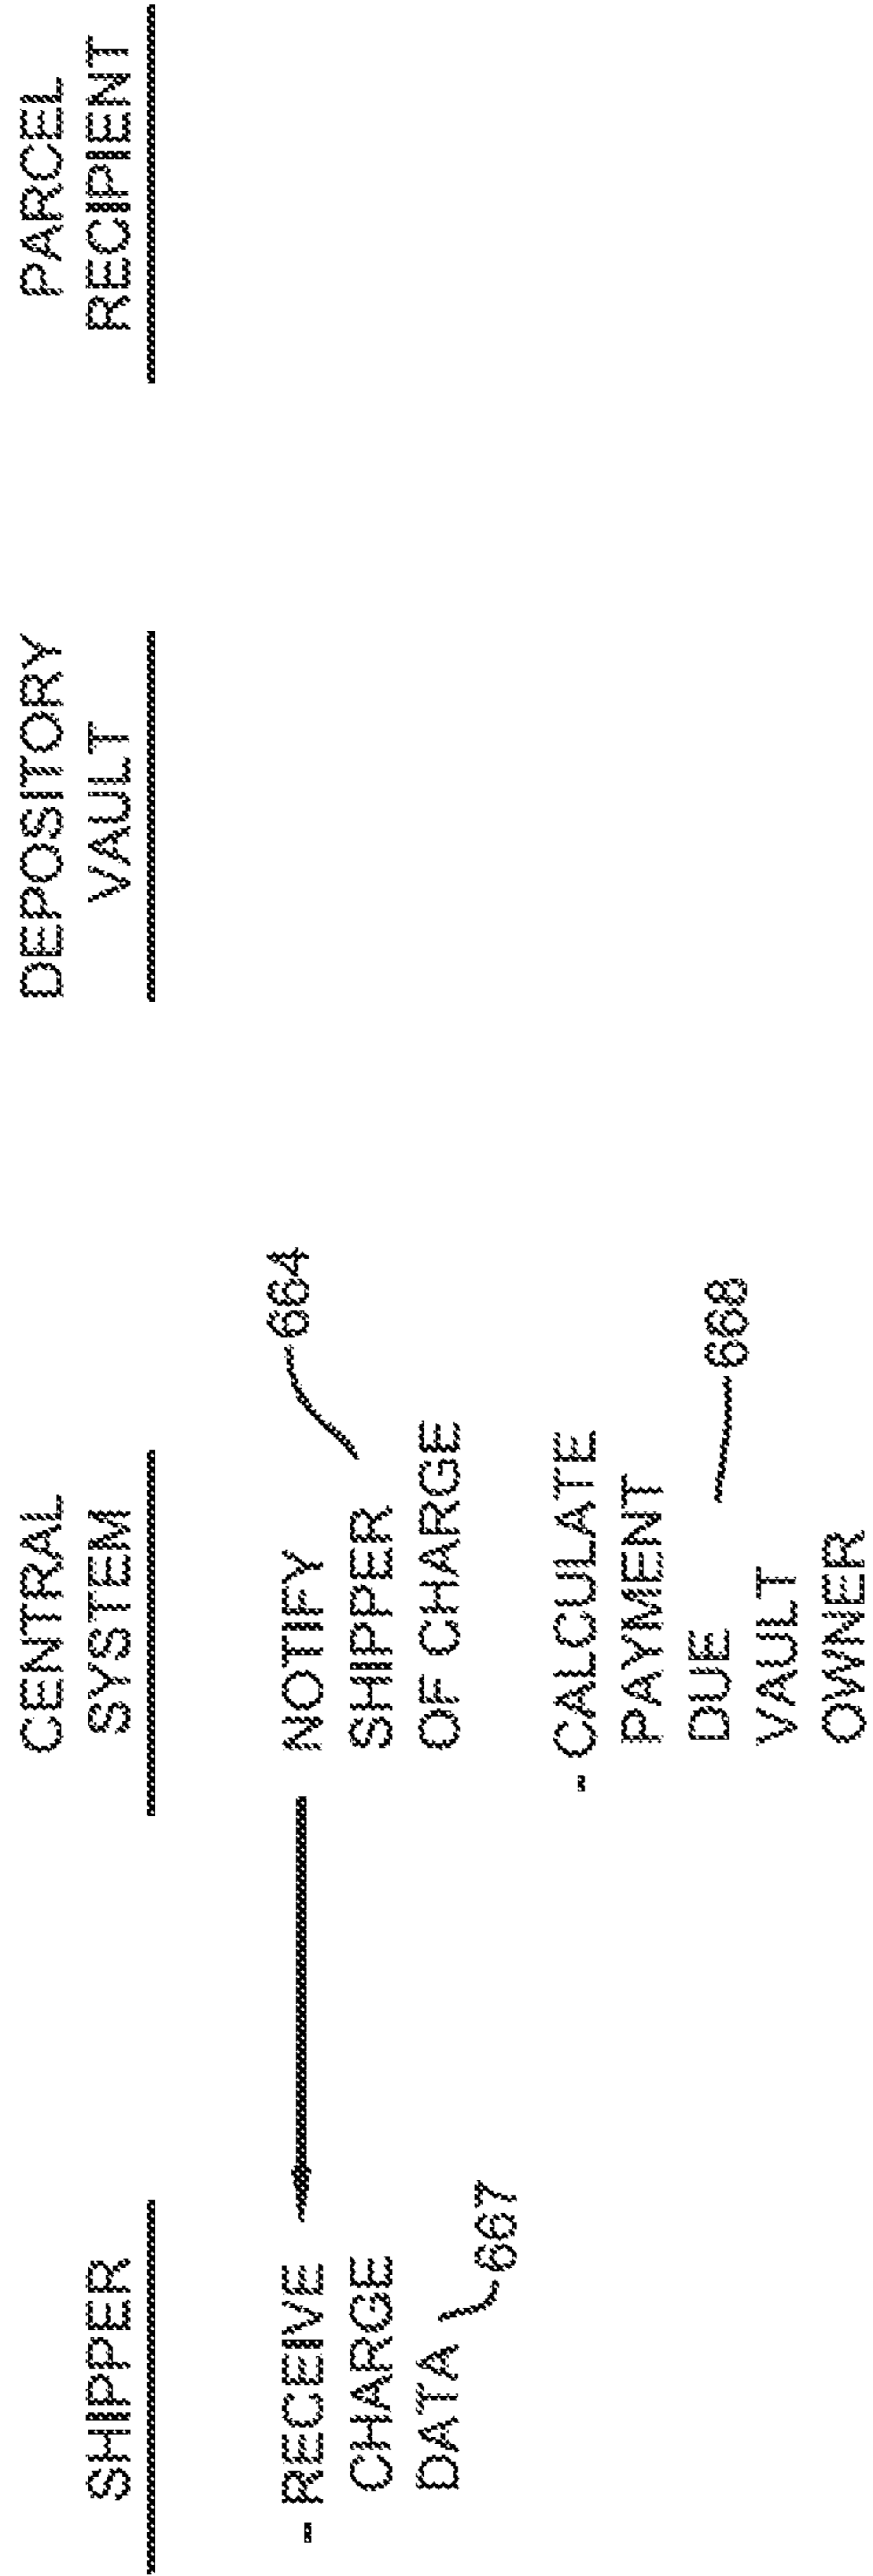 SHIPPER
CENTRAL
SYSTEM
DEPOSITORY
VAULT
PARCEL
RECIPIENT
- RECEIVE
CHARGE
DATA
667
NOTIFY
SHIPPER
OF CHARGE
664
- CALCULATE
PAYMENT
DUE
VAULT
OWNER
668